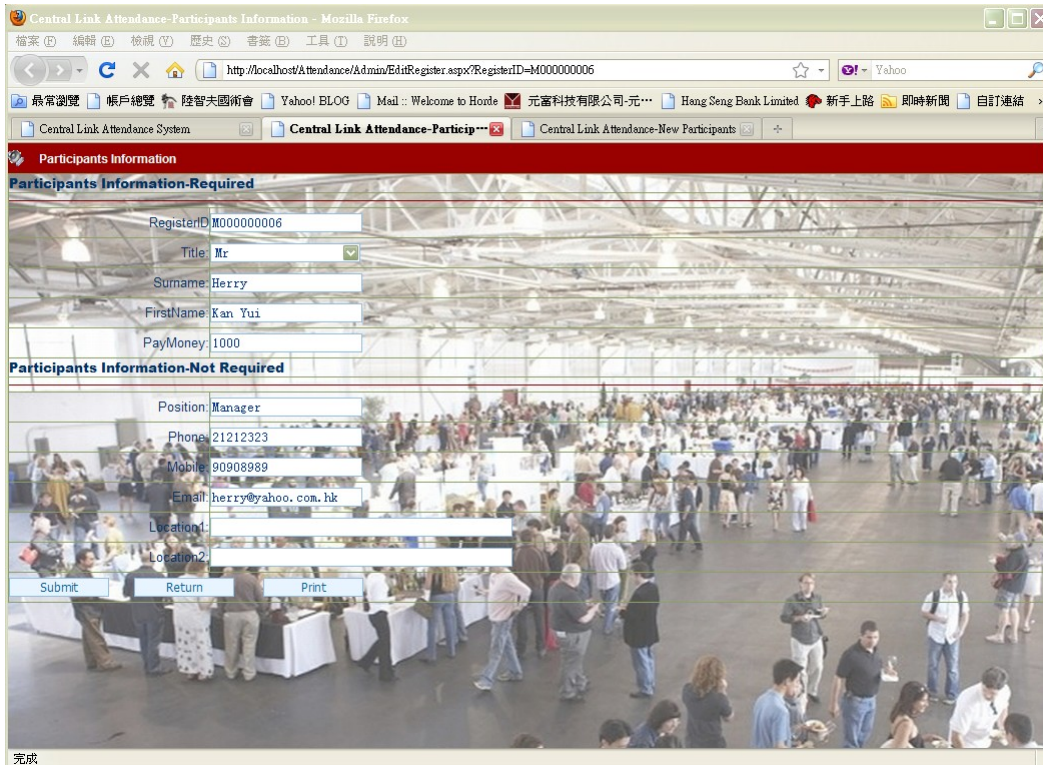 Central Link Attendance-Participants Information - Mozilla Firefox
檔案(F) 編輯(E) 檢視(V) 歷史(S) 書籤(B) 工具(T) 說明(H)
http://localhost/Attendance/Admin/EditRegister.aspx?RegisterID=M000000006 Yahoo
最常瀏覽 帳戶總覽 陸智夫國術會 Yahoo! BLOG Mail :: Welcome to Horde 元富科技有限公司-元… Hang Seng Bank Limited 新手上路 即時新聞 自訂連結
Central Link Attendance System Central Link Attendance-Particip… Central Link Attendance-New Participants
Participants Information
Participants Information-Required
RegisterID M000000006
Title: Mr
Surname: Herry
FirstName: Kan Yui
PayMoney: 1000
Participants Information-Not Required
Position: Manager
Phone: 21212323
Mobile: 90908989
Email: herry@yahoo.com.hk
Location1:
Location2:
Submit Return Print
完成